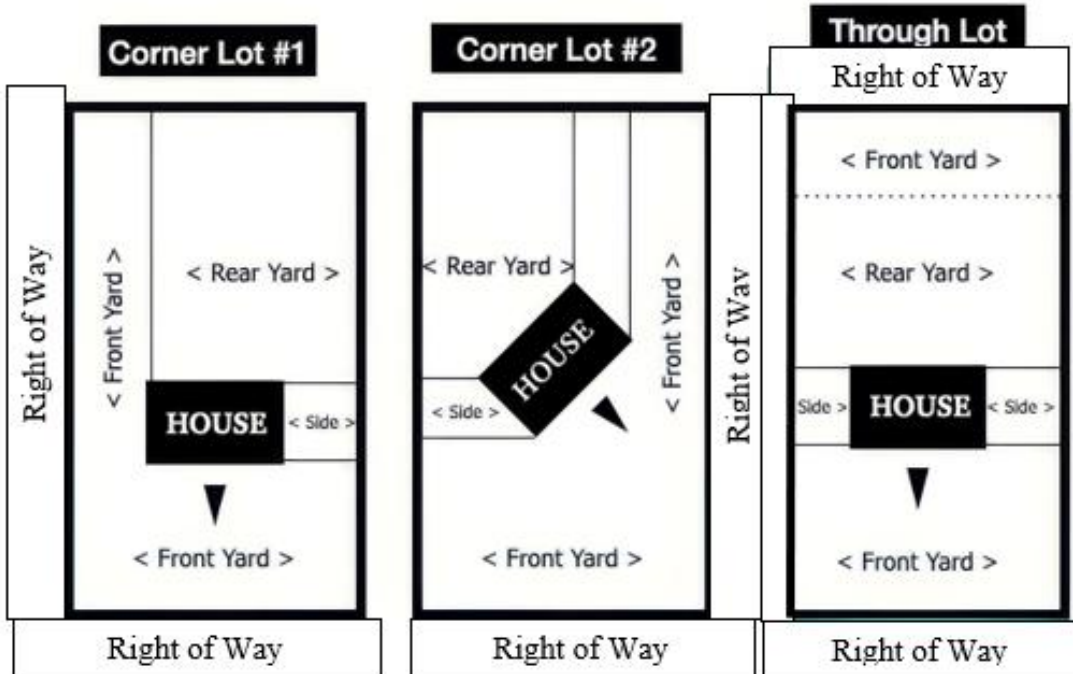 Corner Lot #1
Right of Way
< Front Yard >
< Rear Yard >
HOUSE
< Side >
< Front Yard >
Right of Way
Corner Lot #2
< Rear Yard >
< Front Yard >
Right of Way
HOUSE
< Side >
< Front Yard >
Right of Way
Through Lot
Right of Way
< Front Yard >
< Rear Yard >
Side >
HOUSE
< Side >
< Front Yard >
Right of Way